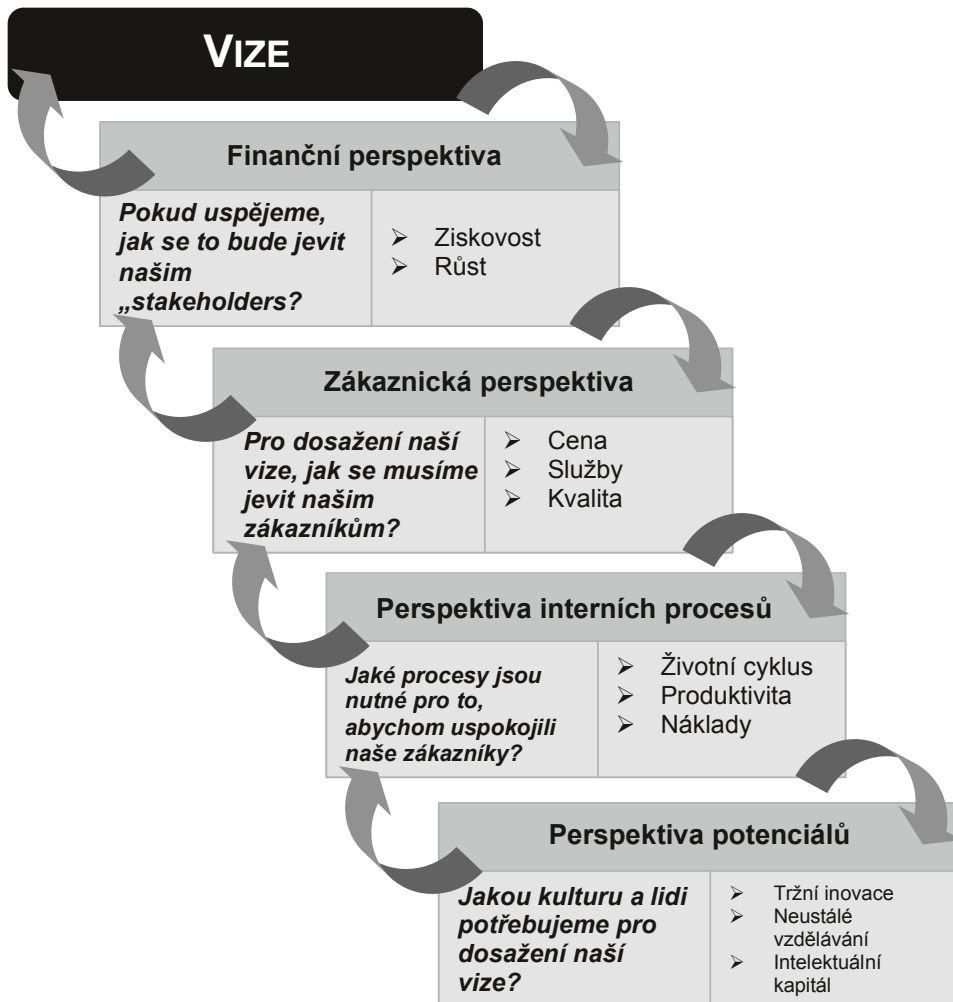 VIZE
Finanční perspektiva
Pokud uspějeme,
jak se to bude jevit
našim
„stakeholders?
➢ Ziskovost
➢ Růst
Zákaznická perspektiva
Pro dosažení naší
vize, jak se musíme
jevit našim
zákazníkům?
➢ Cena
➢ Služby
➢ Kvalita
Perspektiva interních procesů
Jaké procesy jsou
nutné pro to,
abychom uspokojili
naše zákazníky?
➢ Životní cyklus
➢ Produktivita
➢ Náklady
Perspektiva potenciálů
Jakou kulturu a lidi
potřebujeme pro
dosažení naší
vize?
➢ Tržní inovace
➢ Neustálé
vzdělávání
➢ Intelektuální
kapitál